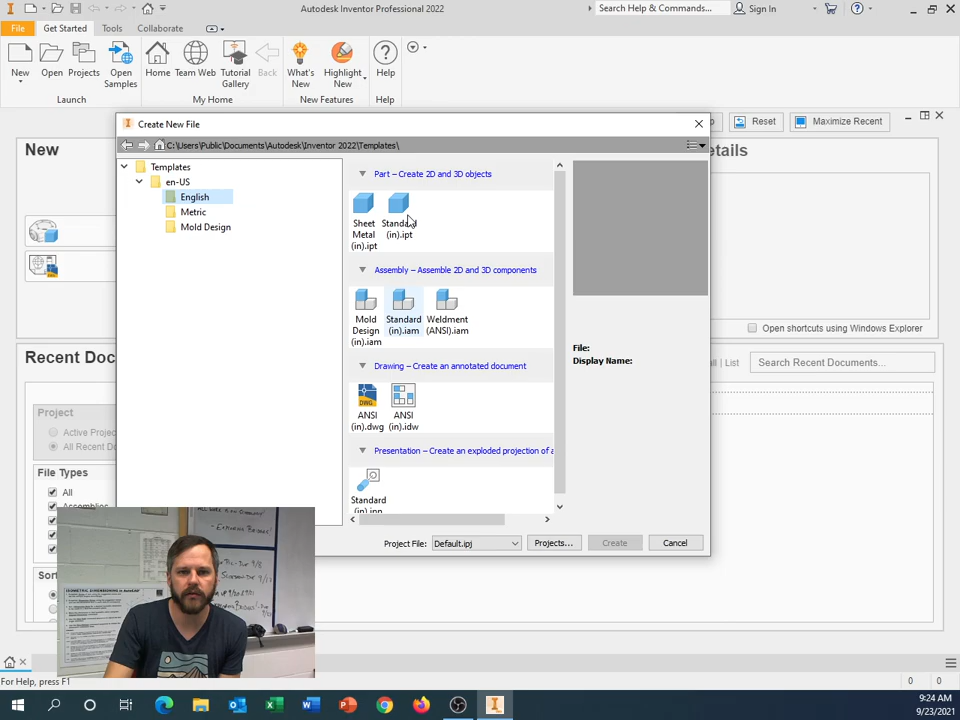 Autodesk Inventor Professional 2022
Search Help & Commands...
Sign In
File
Get Started
Tools
Collaborate
New
Open
Projects
Open
Samples
Home
Team Web
Tutorial
Gallery
Back
What's
New
Highlight
New
Help
Launch
My Home
New Features
Help
Create New File
Reset
Maximize Recent
C:\Users\Public\Documents\Autodesk\Inventor 2022\Templates\
New
Templates
en-US
English
Metric
Mold Design
Part – Create 2D and 3D objects
Sheet
Metal
(in).ipt
Standard
(in).ipt
Assembly – Assemble 2D and 3D components
Mold
Design
(in).iam
Standard
(in).iam
Weldment
(ANSI).iam
Drawing – Create an annotated document
ANSI
(in).dwg
ANSI
(in).idw
Presentation – Create an exploded projection of
Standard
File:
Display Name:
Open shortcuts using Windows Explorer
List
Search Recent Documents...
Project
File Types
All
Project File:
Default.ipj
Projects...
Create
Cancel
For Help, press F1
0
0
9:24 AM
9/23/2021